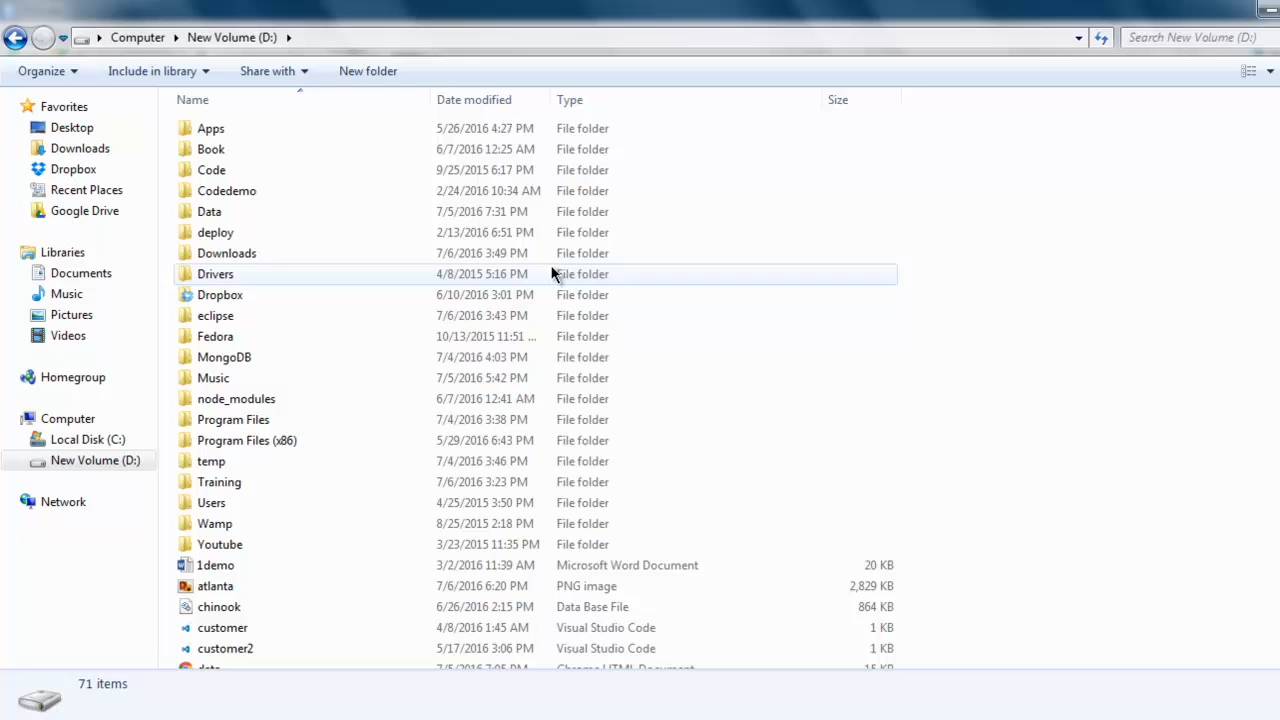 Computer New Volume (D:) Search New Volume (D:)
Organize Include in library Share with New folder
Name Date modified Type Size
Favorites
Desktop
Downloads
Dropbox
Recent Places
Google Drive
Libraries
Documents
Music
Pictures
Videos
Homegroup
Computer
Local Disk (C:)
New Volume (D:)
Network
Apps 5/26/2016 4:27 PM File folder
Book 6/7/2016 12:25 AM File folder
Code 9/25/2015 6:17 PM File folder
Codedemo 2/24/2016 10:34 AM File folder
Data 7/5/2016 7:31 PM File folder
deploy 2/13/2016 6:51 PM File folder
Downloads 7/6/2016 3:49 PM File folder
Drivers 4/8/2015 5:16 PM File folder
Dropbox 6/10/2016 3:01 PM File folder
eclipse 7/6/2016 3:43 PM File folder
Fedora 10/13/2015 11:51 ... File folder
MongoDB 7/4/2016 4:03 PM File folder
Music 7/5/2016 5:42 PM File folder
node_modules 6/7/2016 12:41 AM File folder
Program Files 7/4/2016 3:38 PM File folder
Program Files (x86) 5/29/2016 6:43 PM File folder
temp 7/4/2016 3:46 PM File folder
Training 7/6/2016 3:23 PM File folder
Users 4/25/2015 3:50 PM File folder
Wamp 8/25/2015 2:18 PM File folder
Youtube 3/23/2015 11:35 PM File folder
1demo 3/2/2016 11:39 AM Microsoft Word Document 20 KB
atlanta 7/6/2016 6:20 PM PNG image 2,829 KB
chinook 6/26/2016 2:15 PM Data Base File 864 KB
customer 4/8/2016 1:45 AM Visual Studio Code 1 KB
customer2 5/17/2016 3:06 PM Visual Studio Code 1 KB
7/5/2016 7:05 PM Chrome HTML Document 15 KB
71 items